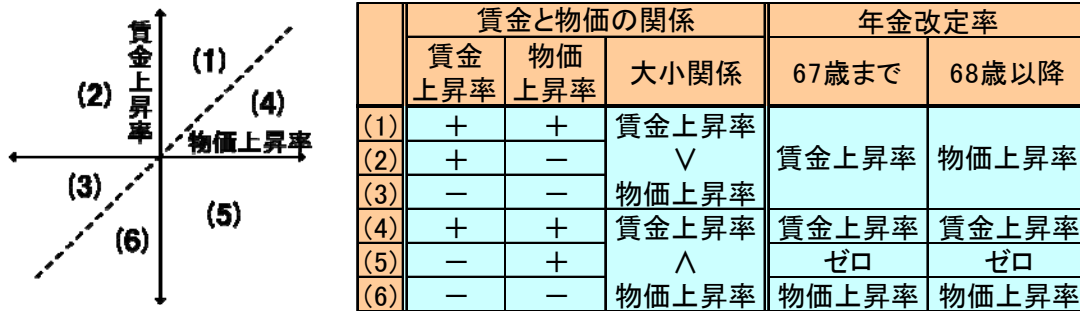 賃金上昇率
(1)
(2)
(4)
物価上昇率
(3)
(5)
(6)
賃金と物価の関係 年金改定率
賃金上昇率 物価上昇率 大小関係 67歳まで 68歳以降
(1) + + 賃金上昇率
(2) + − ∨ 賃金上昇率 物価上昇率
(3) − − 物価上昇率
(4) + + 賃金上昇率 賃金上昇率 賃金上昇率
(5) − + ∧ ゼロ ゼロ
(6) − − 物価上昇率 物価上昇率 物価上昇率